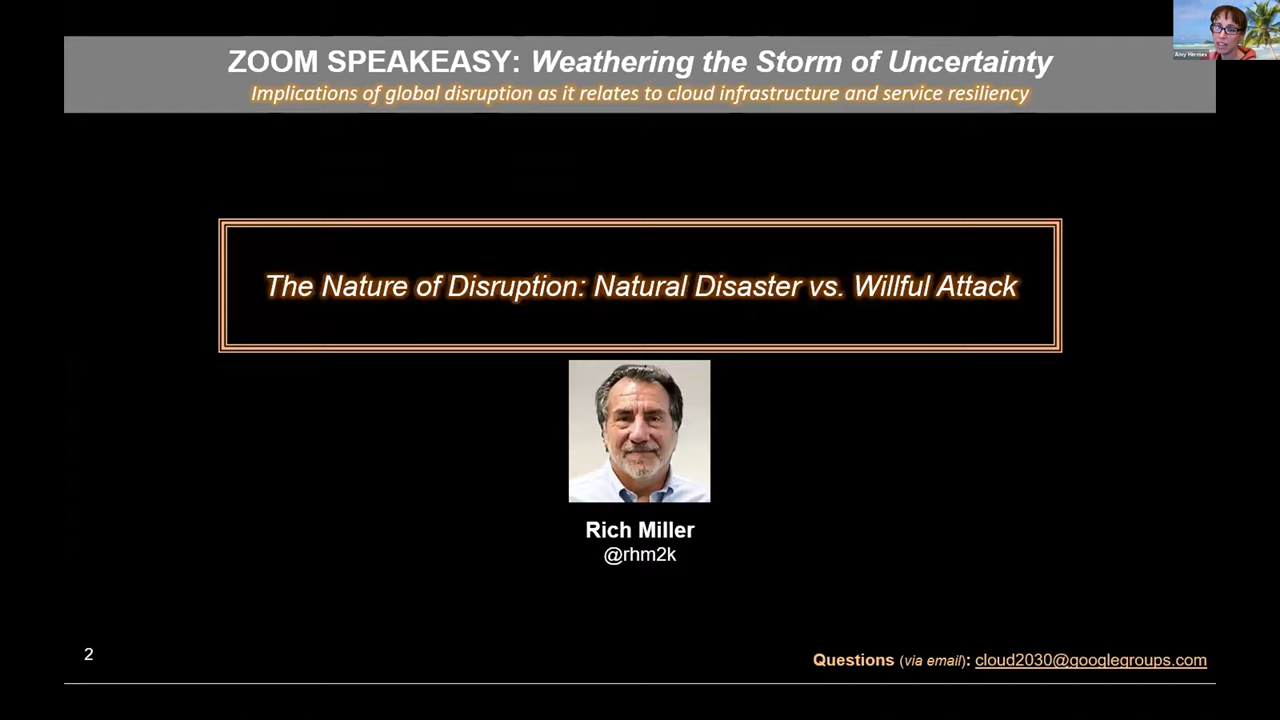 ZOOM SPEAKEASY: Weathering the Storm of Uncertainty
Implications of global disruption as it relates to cloud infrastructure and service resiliency
Amy Hermes
The Nature of Disruption: Natural Disaster vs. Willful Attack
Rich Miller
@rhm2k
2
Questions (via email): cloud2030@googlegroups.com